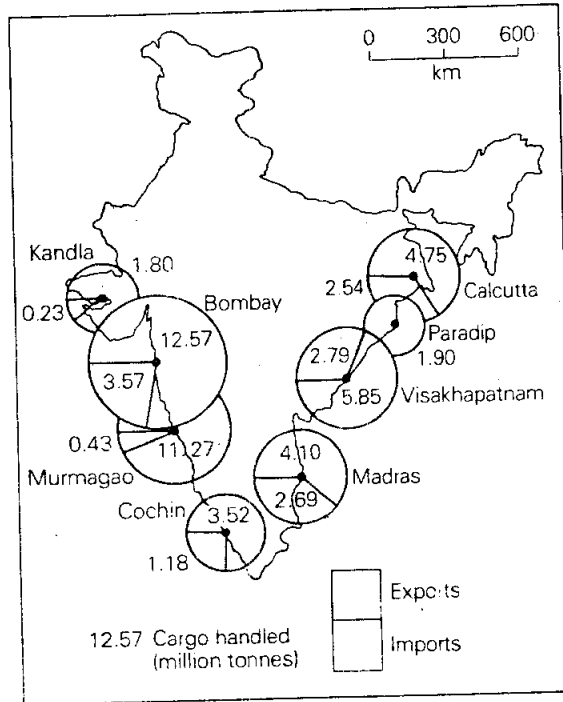 0 300 600
km
Kandla
1.80
0.23
Bombay
12.57
3.57
4.75
2.54
Calcutta
Paradip
1.90
2.79
5.85
Visakhapatnam
0.43
11.27
Murmagao
4.10
2.69
Madras
Cochin
3.52
1.18
Exports
Imports
12.57 Cargo handled
(million tonnes)